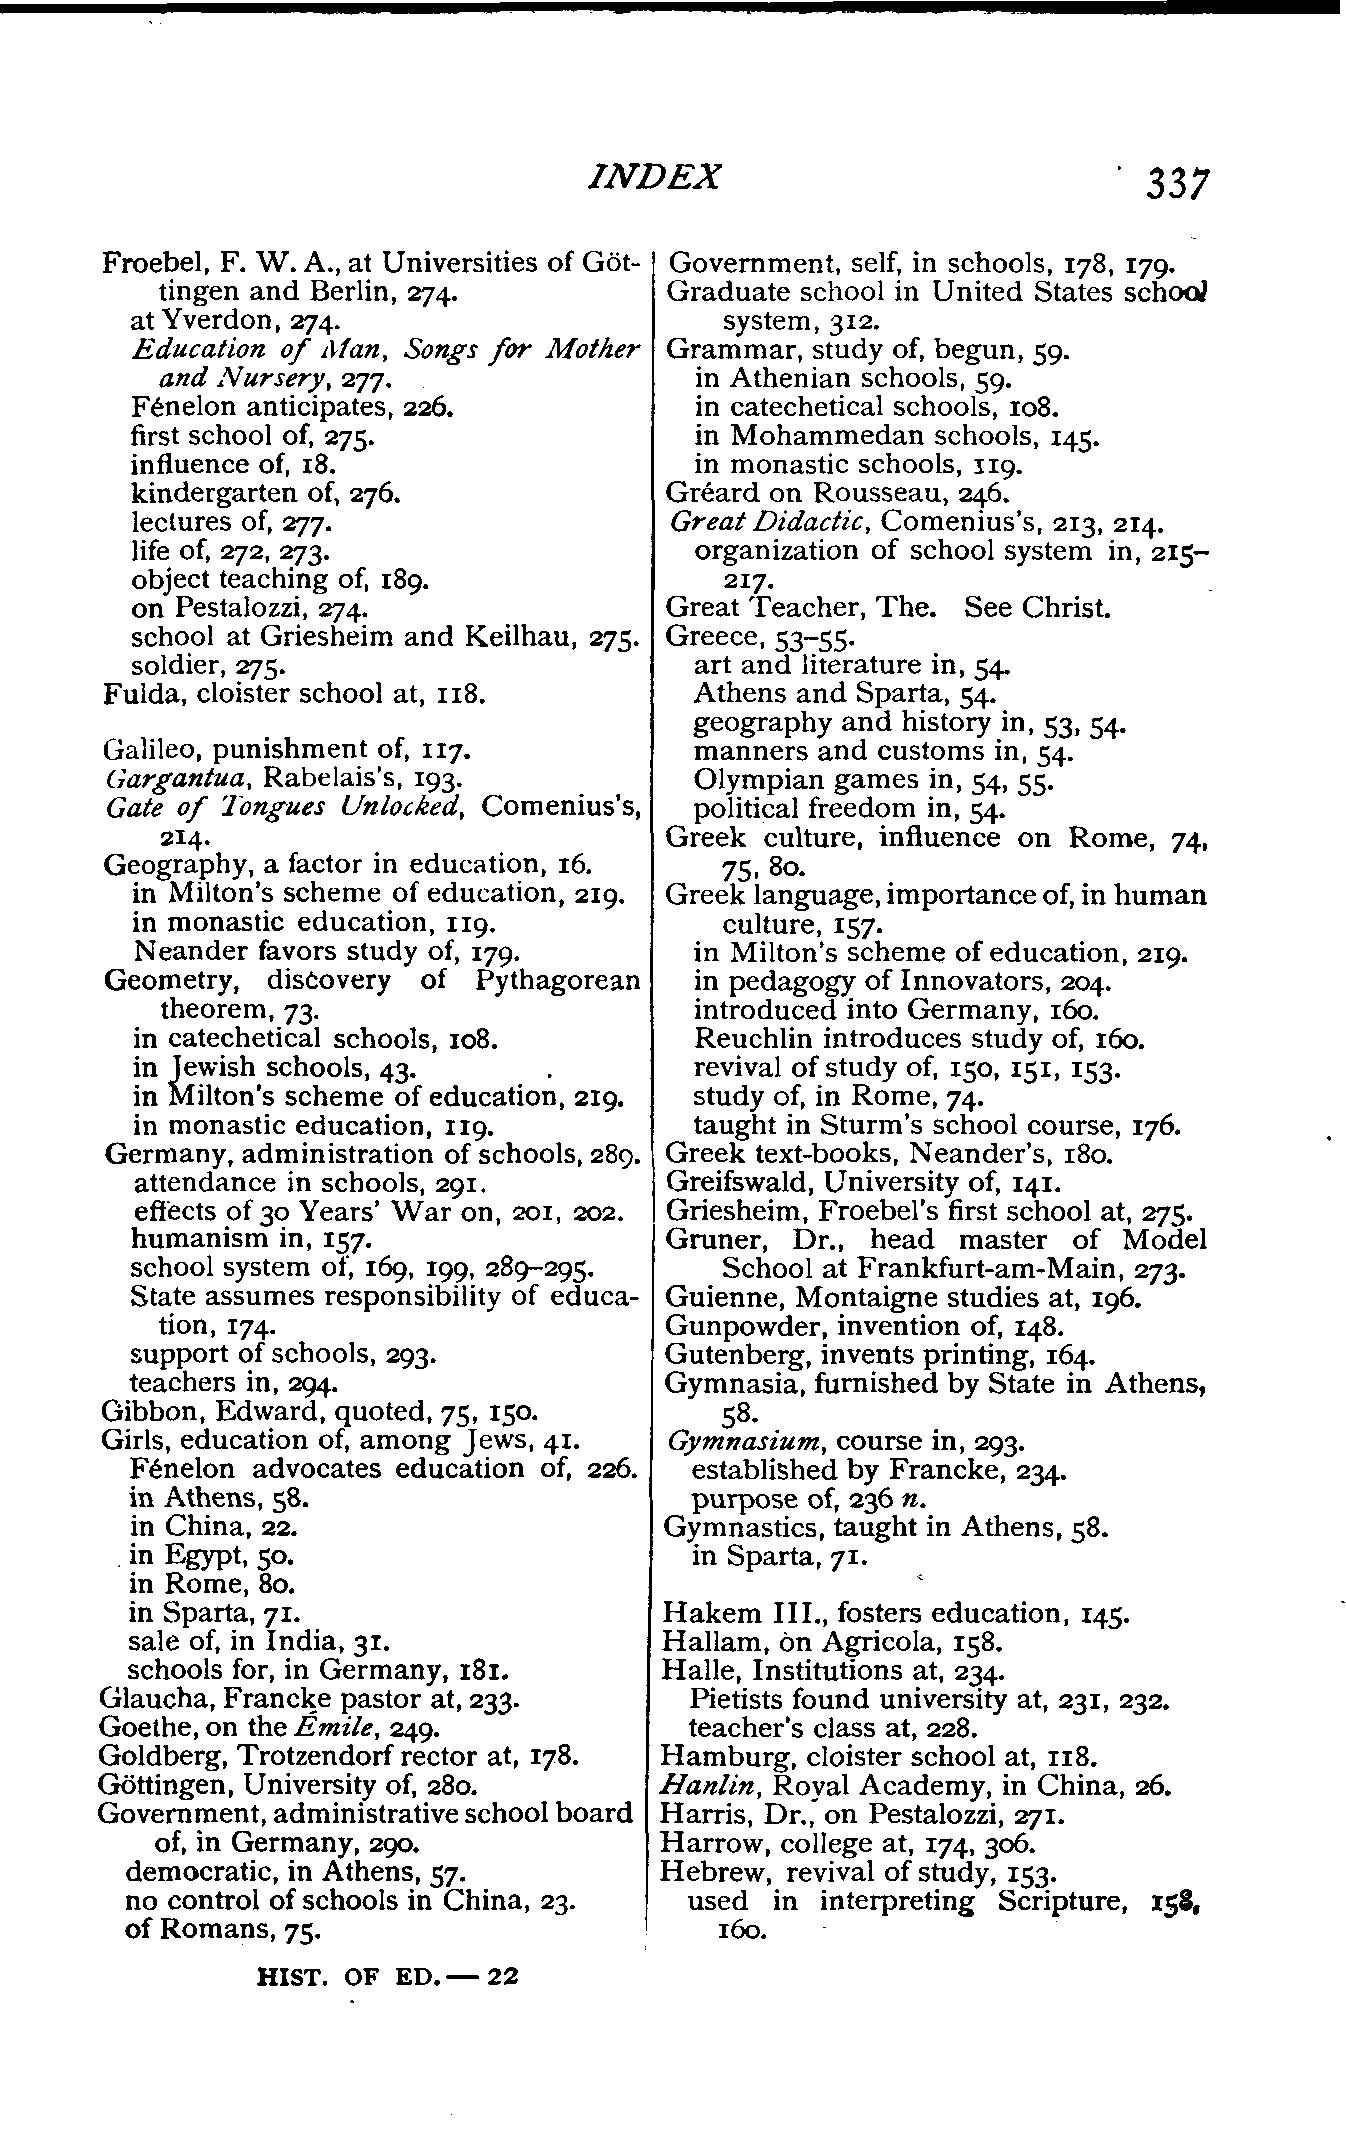 INDEX
337
Froebel, F. W. A., at Universities of Göt-
tingen and Berlin, 274.
at Yverdon, 274.
Education of Man, Songs for Mother
and Nursery, 277.
Fénelon anticipates, 226.
first school of, 275.
influence of, 18.
kindergarten of, 276.
lectures of, 277.
life of, 272, 273.
object teaching of, 189.
on Pestalozzi, 274.
school at Griesheim and Keilhau, 275.
soldier, 275.
Fulda, cloister school at, 118.
Galileo, punishment of, 117.
Gargantua, Rabelais's, 193.
Gate of Tongues Unlocked, Comenius's,
214.
Geography, a factor in education, 16.
in Milton's scheme of education, 219.
in monastic education, 119.
Neander favors study of, 179.
Geometry, discovery of Pythagorean
theorem, 73.
in catechetical schools, 108.
in Jewish schools, 43.
in Milton's scheme of education, 219.
in monastic education, 119.
Germany, administration of schools, 289.
attendance in schools, 291.
effects of 30 Years' War on, 201, 202.
humanism in, 157.
school system of, 169, 199, 289–295.
State assumes responsibility of educa-
tion, 174.
support of schools, 293.
teachers in, 294.
Gibbon, Edward, quoted, 75, 150.
Girls, education of, among Jews, 41.
Fénelon advocates education of, 226.
in Athens, 58.
in China, 22.
in Egypt, 50.
in Rome, 80.
in Sparta, 71.
sale of, in India, 31.
schools for, in Germany, 181.
Glaucha, Francke pastor at, 233.
Goethe, on the Émile, 249.
Goldberg, Trotzendorf rector at, 178.
Göttingen, University of, 280.
Government, administrative school board
of, in Germany, 290.
democratic, in Athens, 57.
no control of schools in China, 23.
of Romans, 75.
Government, self, in schools, 178, 179.
Graduate school in United States school
system, 312.
Grammar, study of, begun, 59.
in Athenian schools, 59.
in catechetical schools, 108.
in Mohammedan schools, 145.
in monastic schools, 119.
Gréard on Rousseau, 246.
Great Didactic, Comenius's, 213, 214.
organization of school system in, 215–
217.
Great Teacher, The. See Christ.
Greece, 53–55.
art and literature in, 54.
Athens and Sparta, 54.
geography and history in, 53, 54.
manners and customs in, 54.
Olympian games in, 54, 55.
political freedom in, 54.
Greek culture, influence on Rome, 74,
75, 80.
Greek language, importance of, in human
culture, 157.
in Milton's scheme of education, 219.
in pedagogy of Innovators, 204.
introduced into Germany, 160.
Reuchlin introduces study of, 160.
revival of study of, 150, 151, 153.
study of, in Rome, 74.
taught in Sturm's school course, 176.
Greek text-books, Neander's, 180.
Greifswald, University of, 141.
Griesheim, Froebel's first school at, 275.
Gruner, Dr., head master of Model
School at Frankfurt-am-Main, 273.
Guienne, Montaigne studies at, 196.
Gunpowder, invention of, 148.
Gutenberg, invents printing, 164.
Gymnasia, furnished by State in Athens,
58.
Gymnasium, course in, 293.
established by Francke, 234.
purpose of, 236 n.
Gymnastics, taught in Athens, 58.
in Sparta, 71.
Hakem III., fosters education, 145.
Hallam, on Agricola, 158.
Halle, Institutions at, 234.
Pietists found university at, 231, 232.
teacher's class at, 228.
Hamburg, cloister school at, 118.
Hanlin, Royal Academy, in China, 26.
Harris, Dr., on Pestalozzi, 271.
Harrow, college at, 174, 306.
Hebrew, revival of study, 153.
used in interpreting Scripture, 158,
160.
HIST. OF ED.— 22